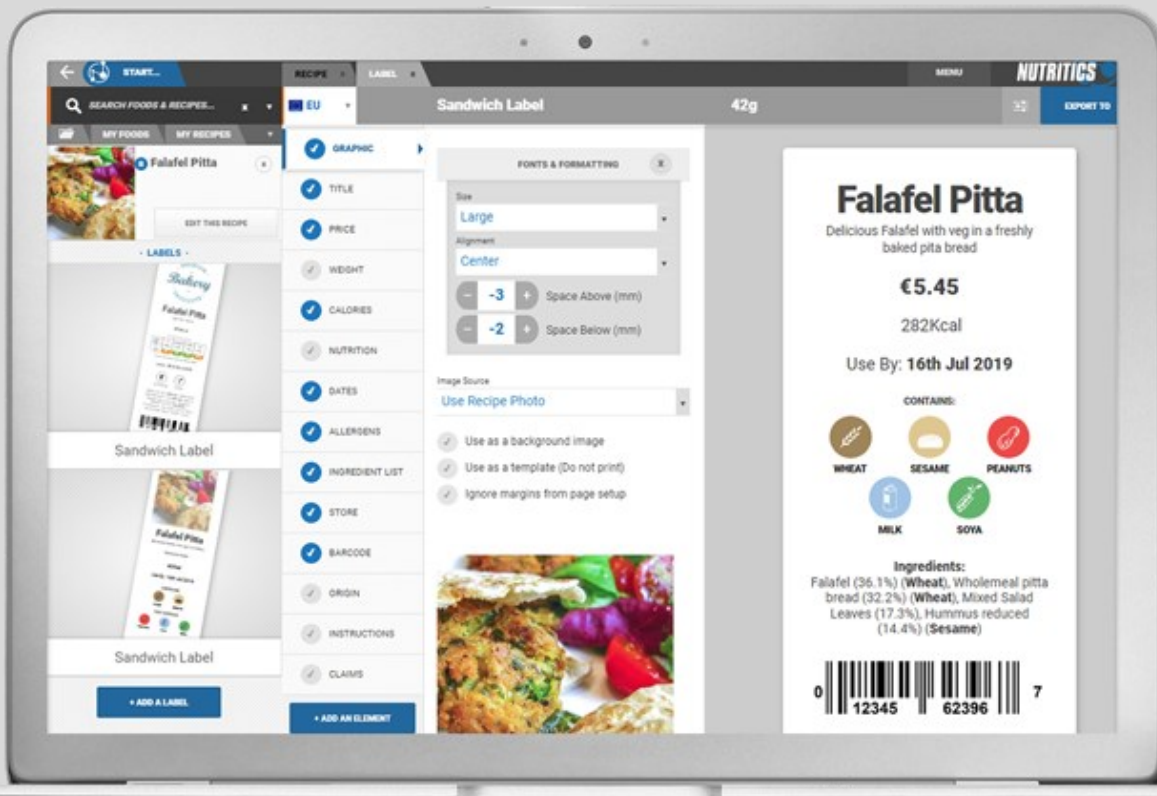 START...
RECIPE x
LABEL x
MENU
NUTRITICS
SEARCH FOODS & RECIPES... x
EU
Sandwich Label
42g
EXPORT TO
MY FOODS
MY RECIPES
Falafel Pitta
x
EDIT THIS RECIPE
- LABELS -
Bakery
Falafel Pitta
Sandwich Label
Falafel Pitta
Sandwich Label
+ ADD A LABEL
GRAPHIC
TITLE
PRICE
WEIGHT
CALORIES
NUTRITION
DATES
ALLERGENS
INGREDIENT LIST
STORE
BARCODE
ORIGIN
INSTRUCTIONS
CLAIMS
+ ADD AN ELEMENT
FONTS & FORMATTING
X
Size
Large
Alignment
Center
- -3 + Space Above (mm)
- -2 + Space Below (mm)
Image Source
Use Recipe Photo
Use as a background image
Use as a template (Do not print)
Ignore margins from page setup
Falafel Pitta
Delicious Falafel with veg in a freshly
baked pita bread
€5.45
282Kcal
Use By: 16th Jul 2019
CONTAINS:
WHEAT
SESAME
PEANUTS
MILK
SOYA
Ingredients:
Falafel (36.1%) (Wheat), Wholemeal pitta
bread (32.2%) (Wheat), Mixed Salad
Leaves (17.3%), Hummus reduced
(14.4%) (Sesame)
0 12345 62396 7